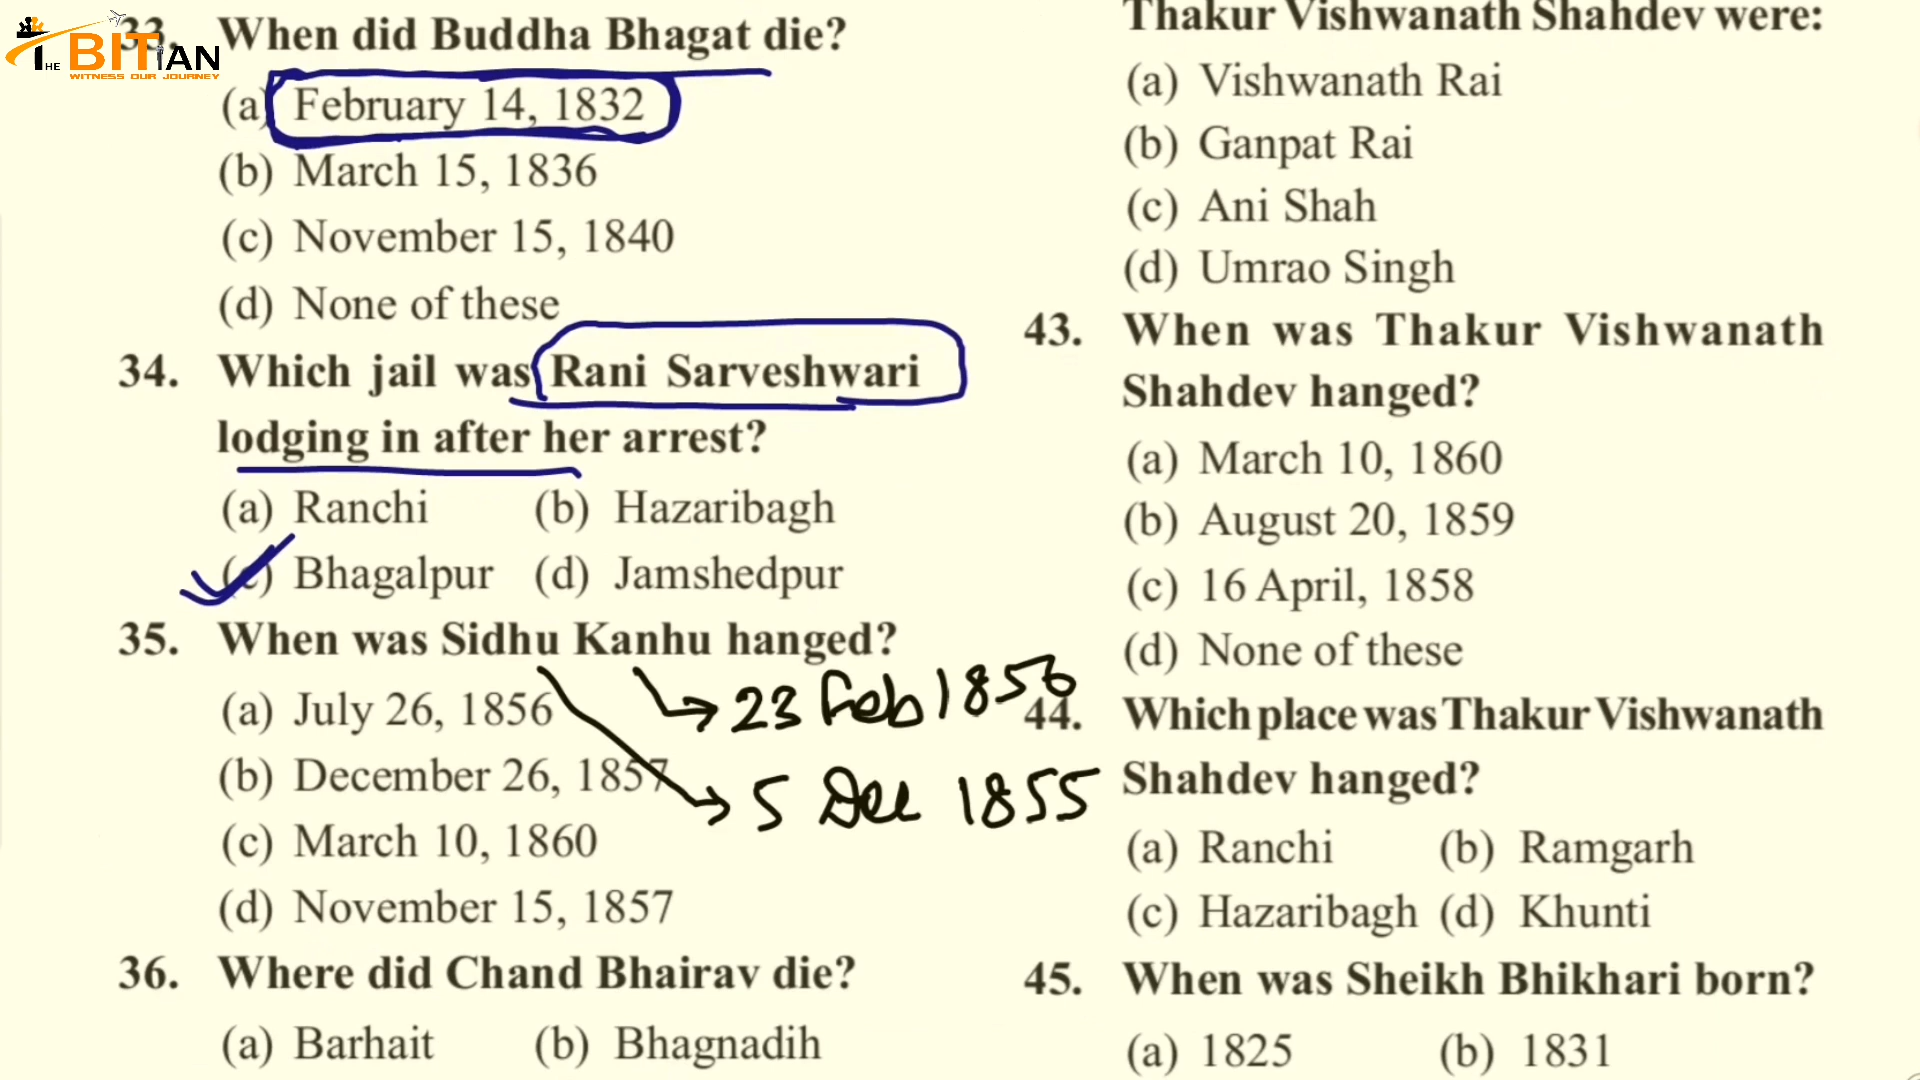 THE BITIAN
WITNESS OUR JOURNEY
33. When did Buddha Bhagat die?
(a) February 14, 1832
(b) March 15, 1836
(c) November 15, 1840
(d) None of these
34. Which jail was Rani Sarveshwari
lodging in after her arrest?
(a) Ranchi (b) Hazaribagh
(c) Bhagalpur (d) Jamshedpur
35. When was Sidhu Kanhu hanged?
23 Feb 1856
(a) July 26, 1856
(b) December 26, 1857
5 Dec 1855
(c) March 10, 1860
(d) November 15, 1857
36. Where did Chand Bhairav die?
(a) Barhait (b) Bhagnadih
Thakur Vishwanath Shahdev were:
(a) Vishwanath Rai
(b) Ganpat Rai
(c) Ani Shah
(d) Umrao Singh
43. When was Thakur Vishwanath
Shahdev hanged?
(a) March 10, 1860
(b) August 20, 1859
(c) 16 April, 1858
(d) None of these
44. Which place was Thakur Vishwanath
Shahdev hanged?
(a) Ranchi (b) Ramgarh
(c) Hazaribagh (d) Khunti
45. When was Sheikh Bhikhari born?
(a) 1825 (b) 1831